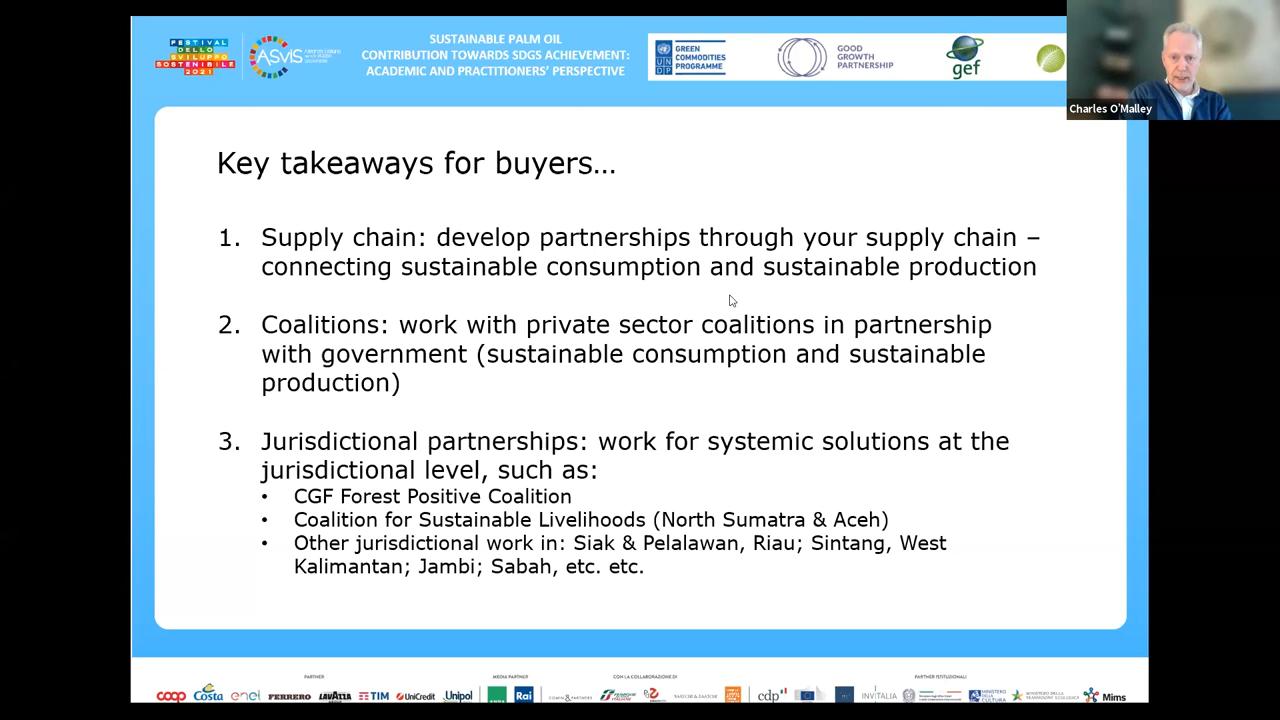 FESTIVAL
DELLO
SVILUPPO
SOSTENIBILE
2021
ASviS
SUSTAINABLE PALM OIL
CONTRIBUTION TOWARDS SDGS ACHIEVEMENT:
ACADEMIC AND PRACTITIONERS' PERSPECTIVE
UNDP
GREEN
COMMODITIES
PROGRAMME
GOOD
GROWTH
PARTNERSHIP
gef
Charles O'Malley
Key takeaways for buyers...
1. Supply chain: develop partnerships through your supply chain –
connecting sustainable consumption and sustainable production
2. Coalitions: work with private sector coalitions in partnership
with government (sustainable consumption and sustainable
production)
3. Jurisdictional partnerships: work for systemic solutions at the
jurisdictional level, such as:
• CGF Forest Positive Coalition
• Coalition for Sustainable Livelihoods (North Sumatra & Aceh)
• Other jurisdictional work in: Siak & Pelalawan, Riau; Sintang, West
Kalimantan; Jambi; Sabah, etc. etc.
PARTNER
MEDIA PARTNER
CON LA COLLABORAZIONE DI
PARTNER ISTITUZIONALI
coop
Costa
enel
FERRERO
LAVAZZA
TIM
UniCredit
Unipol
Rai
cdp
INVITALIA
MINISTERO
DELLA
CULTURA
Mims